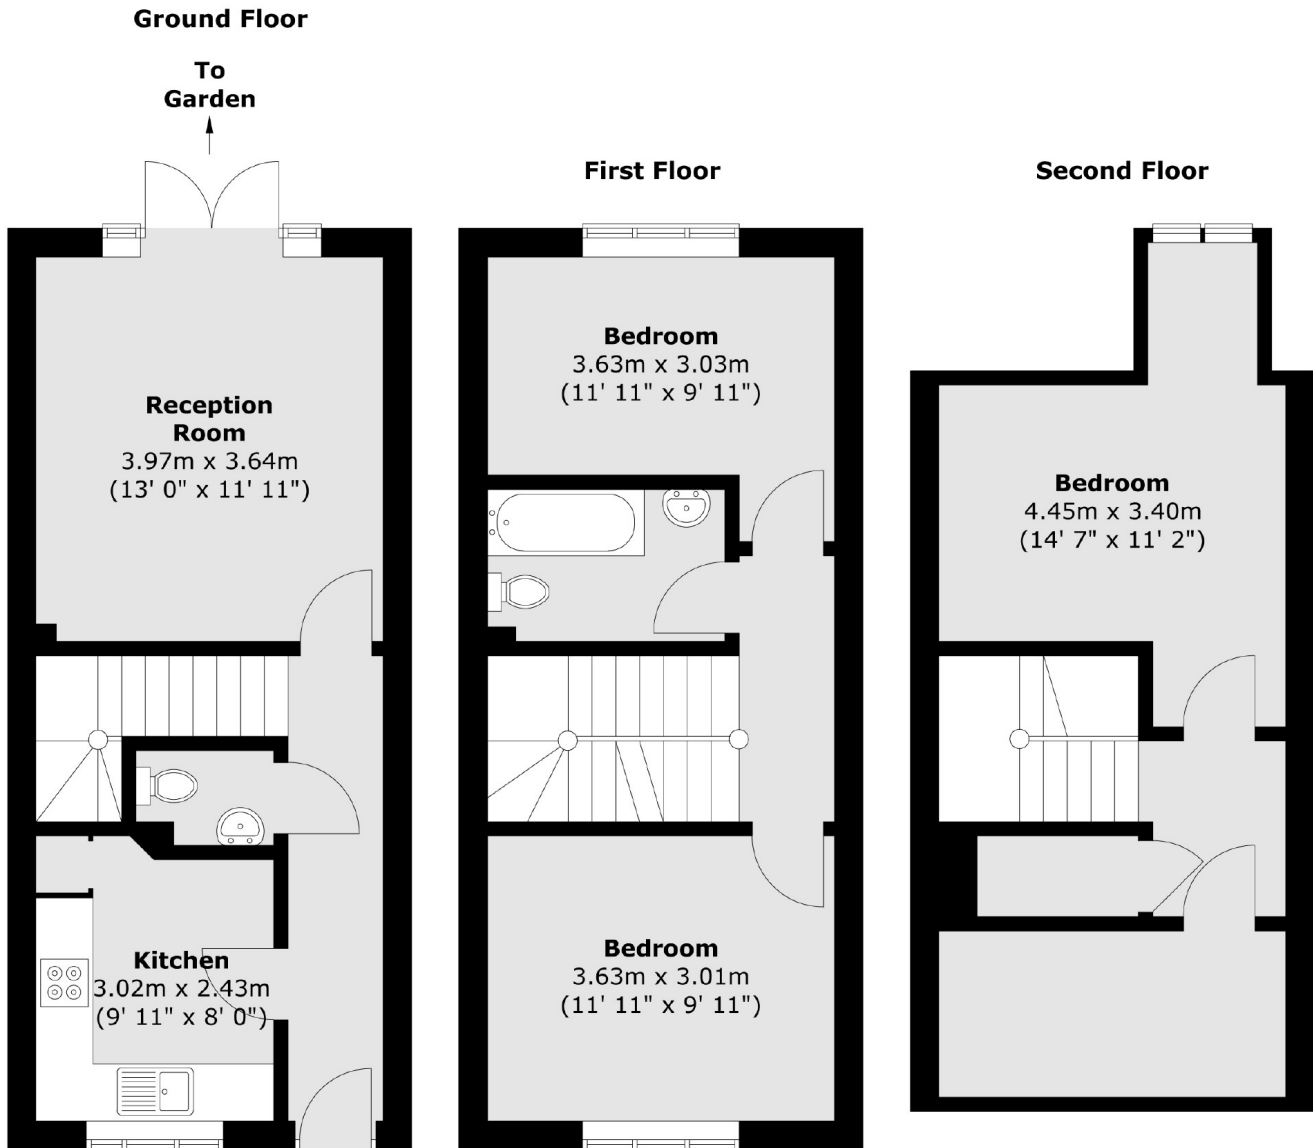 Ground Floor
To
Garden
Reception
Room
3.97m x 3.64m
(13' 0" x 11' 11")
Kitchen
3.02m x 2.43m
(9' 11" x 8' 0")
First Floor
Bedroom
3.63m x 3.03m
(11' 11" x 9' 11")
Bedroom
3.63m x 3.01m
(11' 11" x 9' 11")
Second Floor
Bedroom
4.45m x 3.40m
(14' 7" x 11' 2")